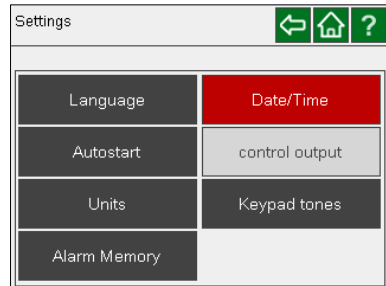 Settings
?
Language
Date/Time
Autostart
control output
Units
Keypad tones
Alarm Memory